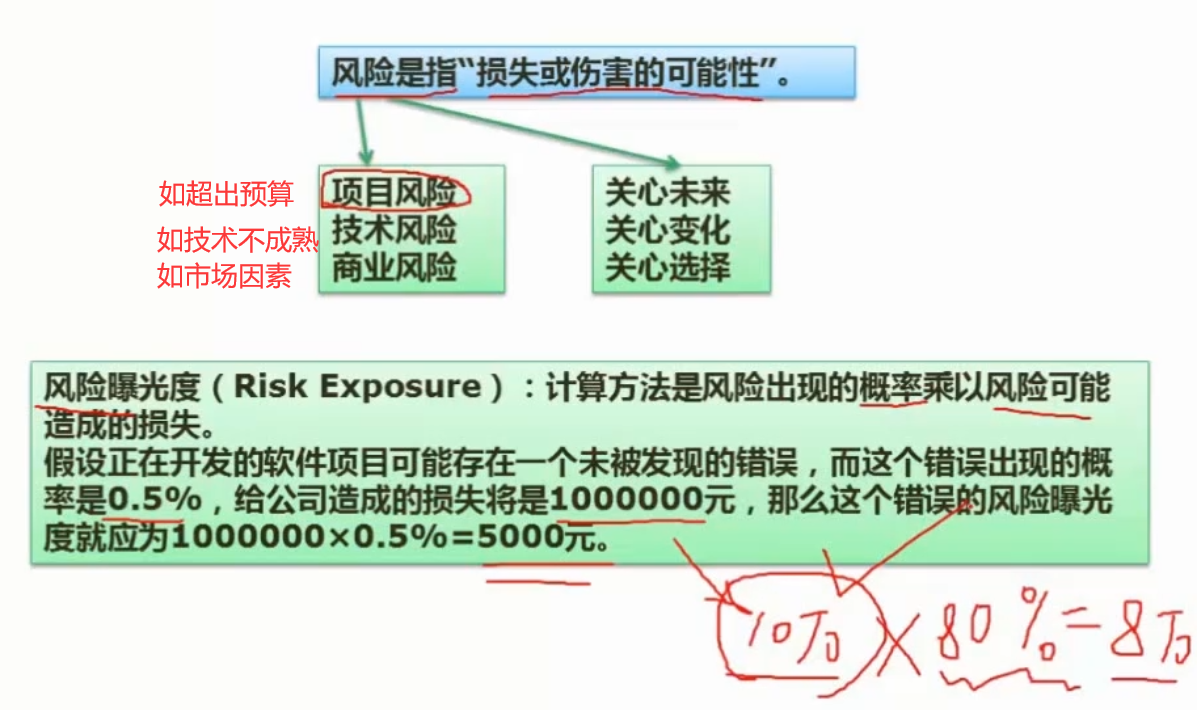 风险是指“损失或伤害的可能性”。
如超出预算
项目风险
如技术不成熟
技术风险
如市场因素
商业风险
关心未来
关心变化
关心选择
风险曝光度（Risk Exposure）：计算方法是风险出现的概率乘以风险可能
造成的损失。
假设正在开发的软件项目可能存在一个未被发现的错误，而这个错误出现的概
率是0.5%，给公司造成的损失将是1000000元，那么这个错误的风险曝光
度就应为1000000×0.5%=5000元。
10万×80%=8万